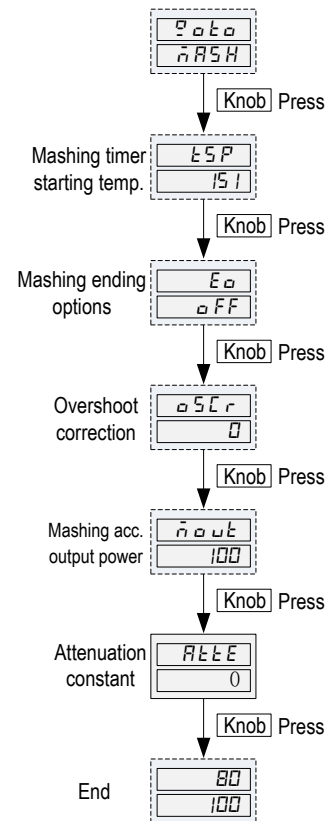 goto
mASH
Knob Press
Mashing timer
starting temp.
tSP
151
Knob Press
Mashing ending
options
Eo
oFF
Knob Press
Overshoot
correction
oSCr
0
Knob Press
Mashing acc.
output power
mout
100
Knob Press
Attenuation
constant
AttE
0
Knob Press
End
80
100